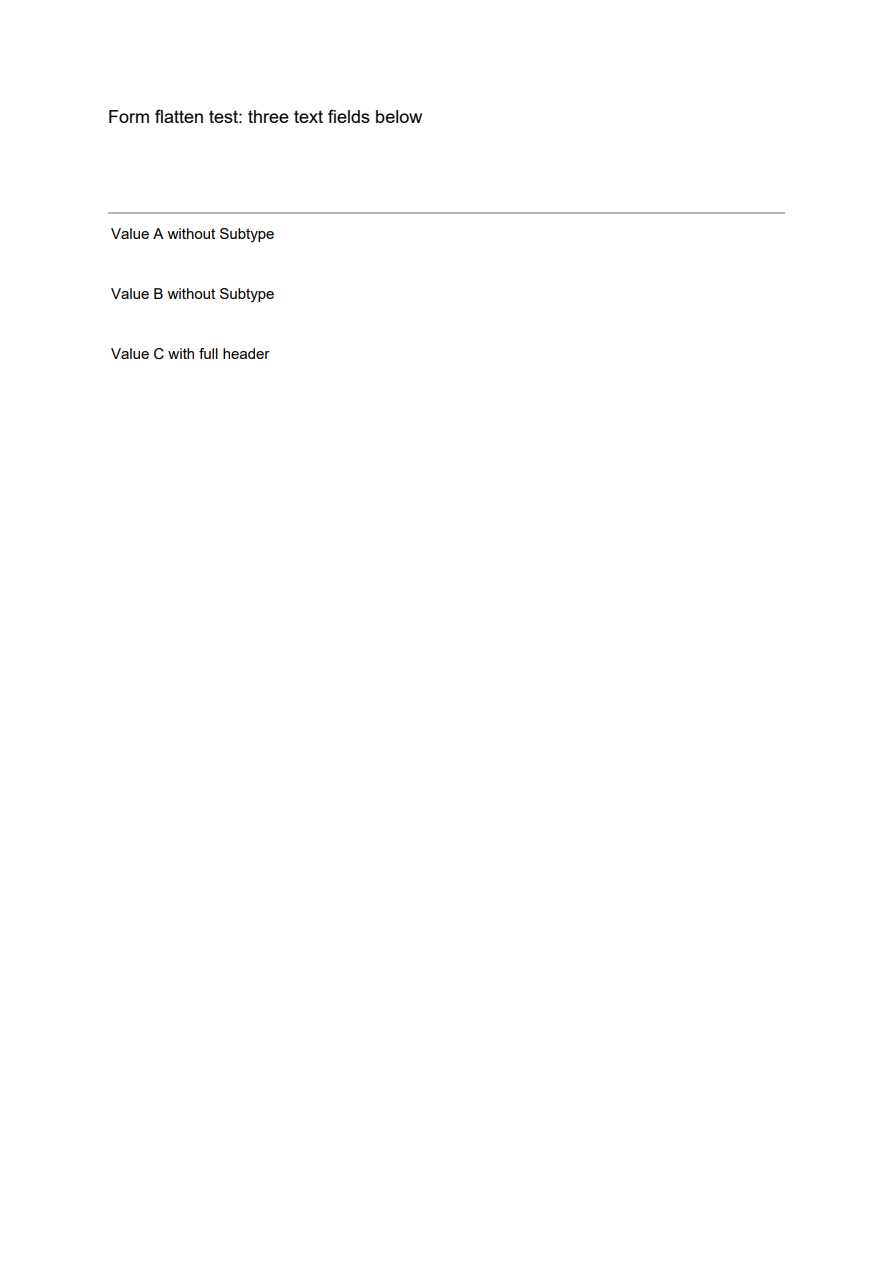 Form flatten test: three text fields below
Value A without Subtype
Value B without Subtype
Value C with full header